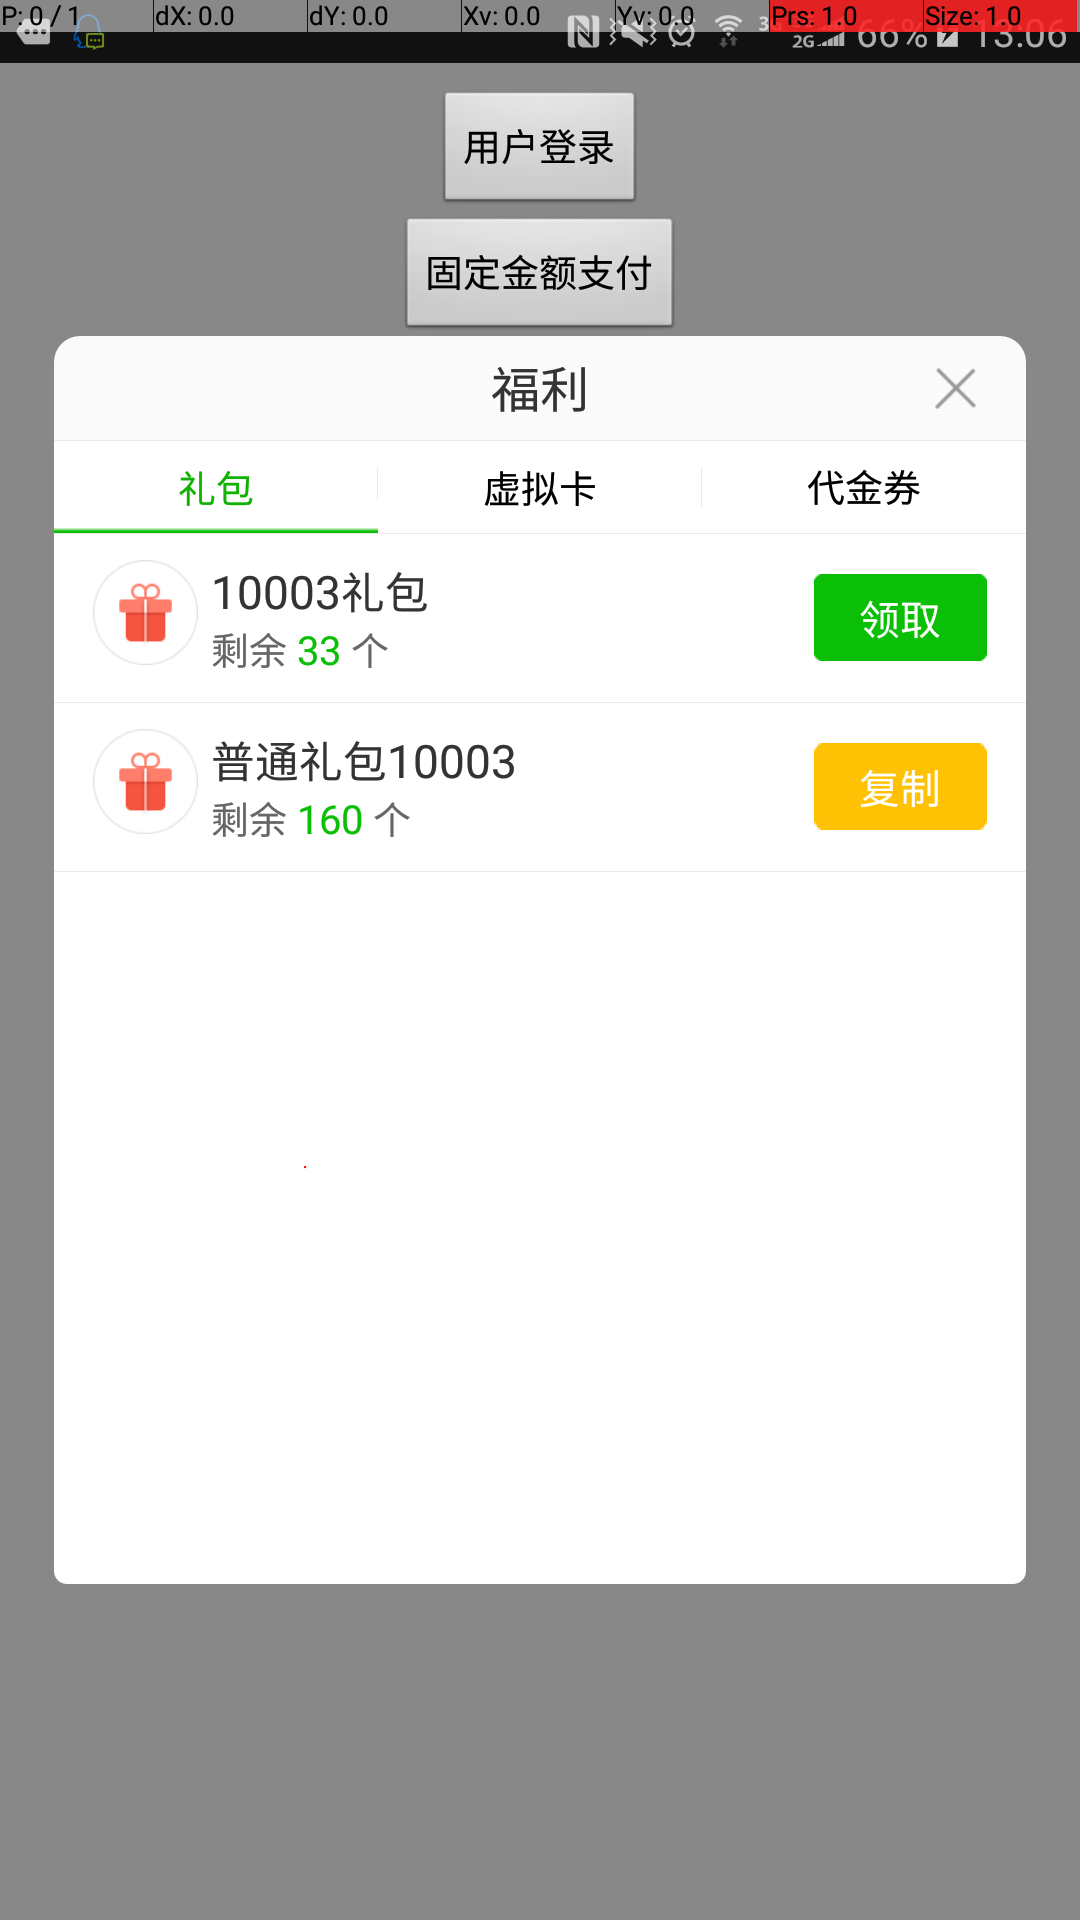 P: 0 / 1 dX: 0.0 dY: 0.0 Xv: 0.0 Yv: 0.0 Prs: 1.0 Size: 1.0
2G 66% 13:06
用户登录
固定金额支付
福利
礼包 虚拟卡 代金券
10003礼包
剩余 33 个
领取
普通礼包10003
剩余 160 个
复制